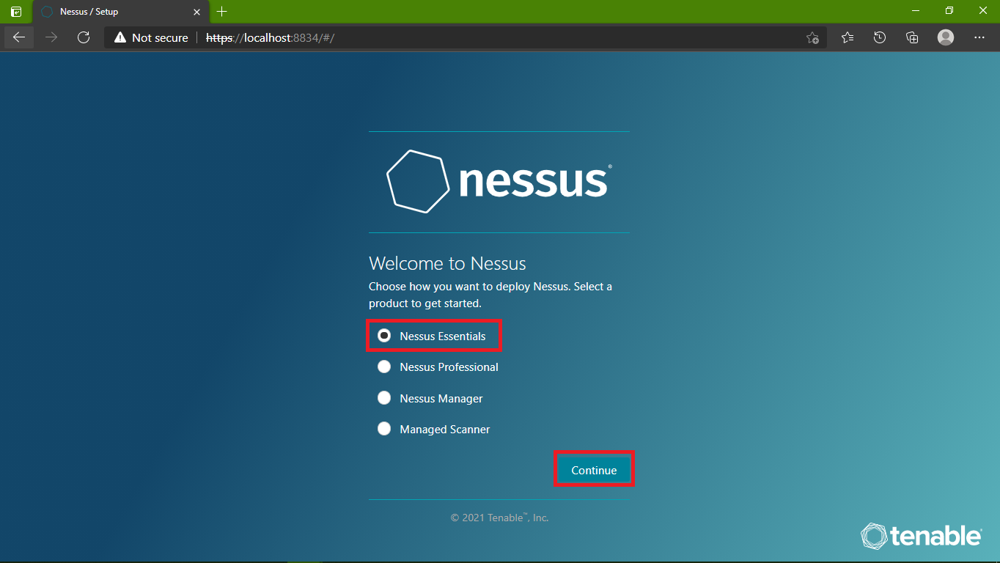 Nessus / Setup
Not secure https://localhost:8834/#/
nessus®
Welcome to Nessus
Choose how you want to deploy Nessus. Select a
product to get started.
Nessus Essentials
Nessus Professional
Nessus Manager
Managed Scanner
Continue
© 2021 Tenable™, Inc.
tenable®